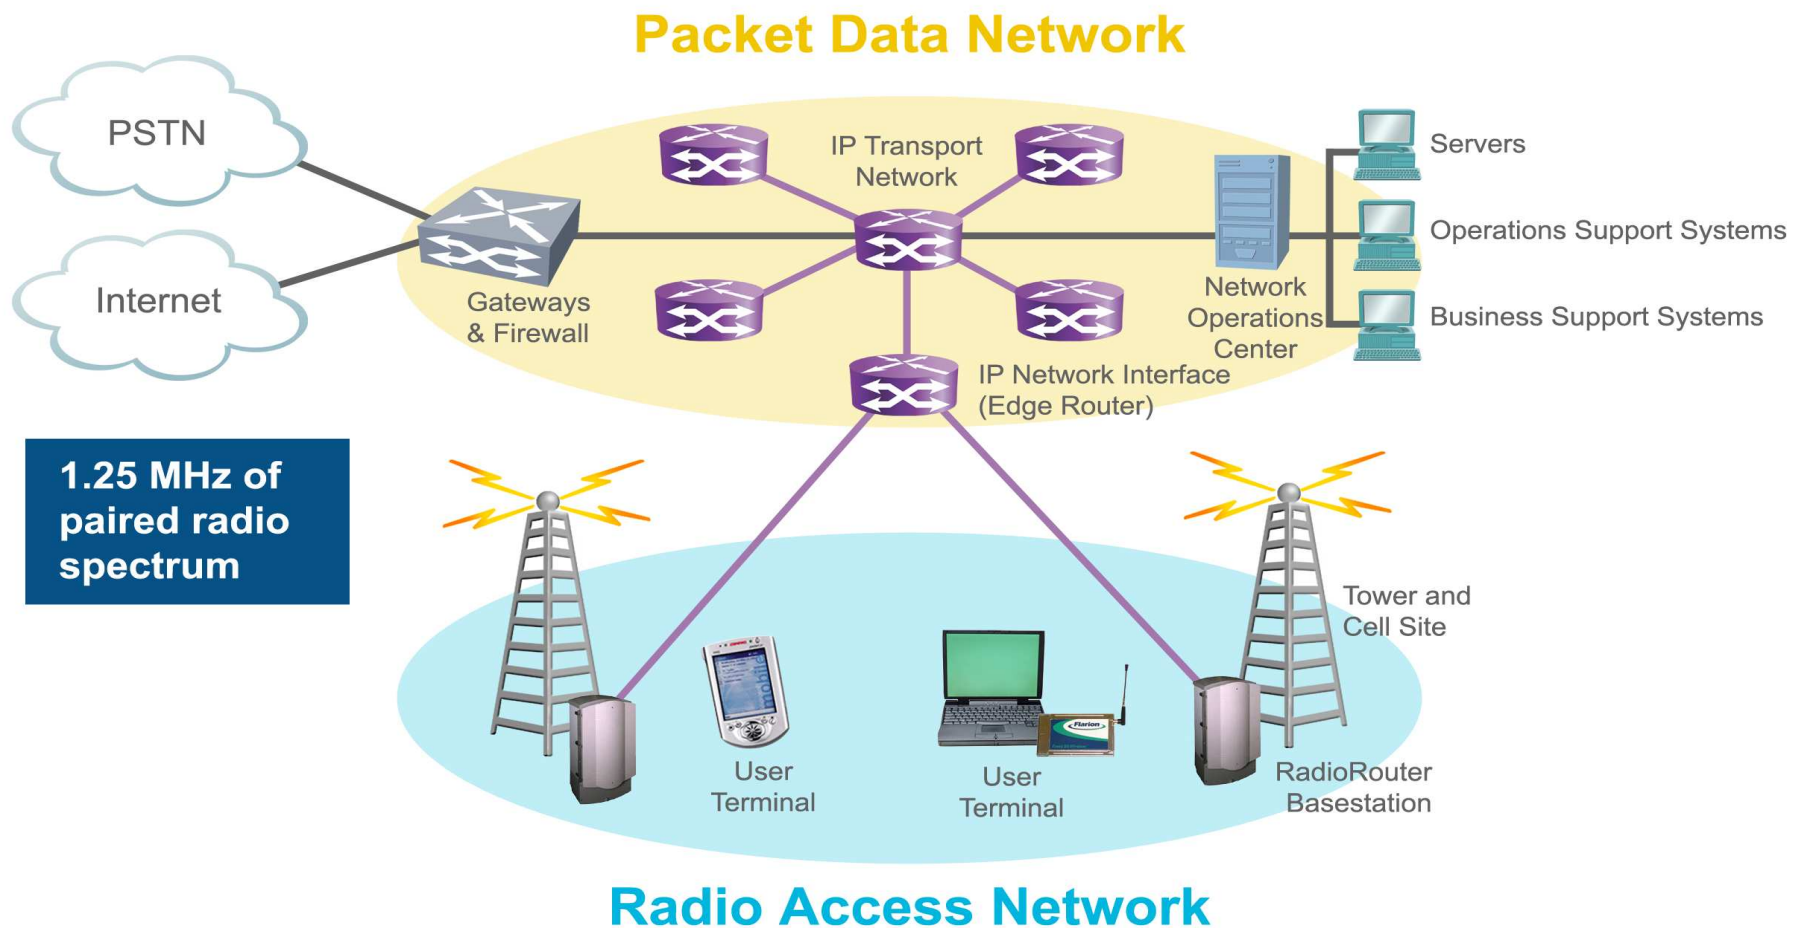 Packet Data Network
PSTN
Internet
IP Transport
Network
Gateways
& Firewall
Network
Operations
Center
Servers
Operations Support Systems
Business Support Systems
IP Network Interface
(Edge Router)
1.25 MHz of
paired radio
spectrum
Tower and
Cell Site
mobile
Flarion
User
Terminal
User
Terminal
RadioRouter
Basestation
Radio Access Network